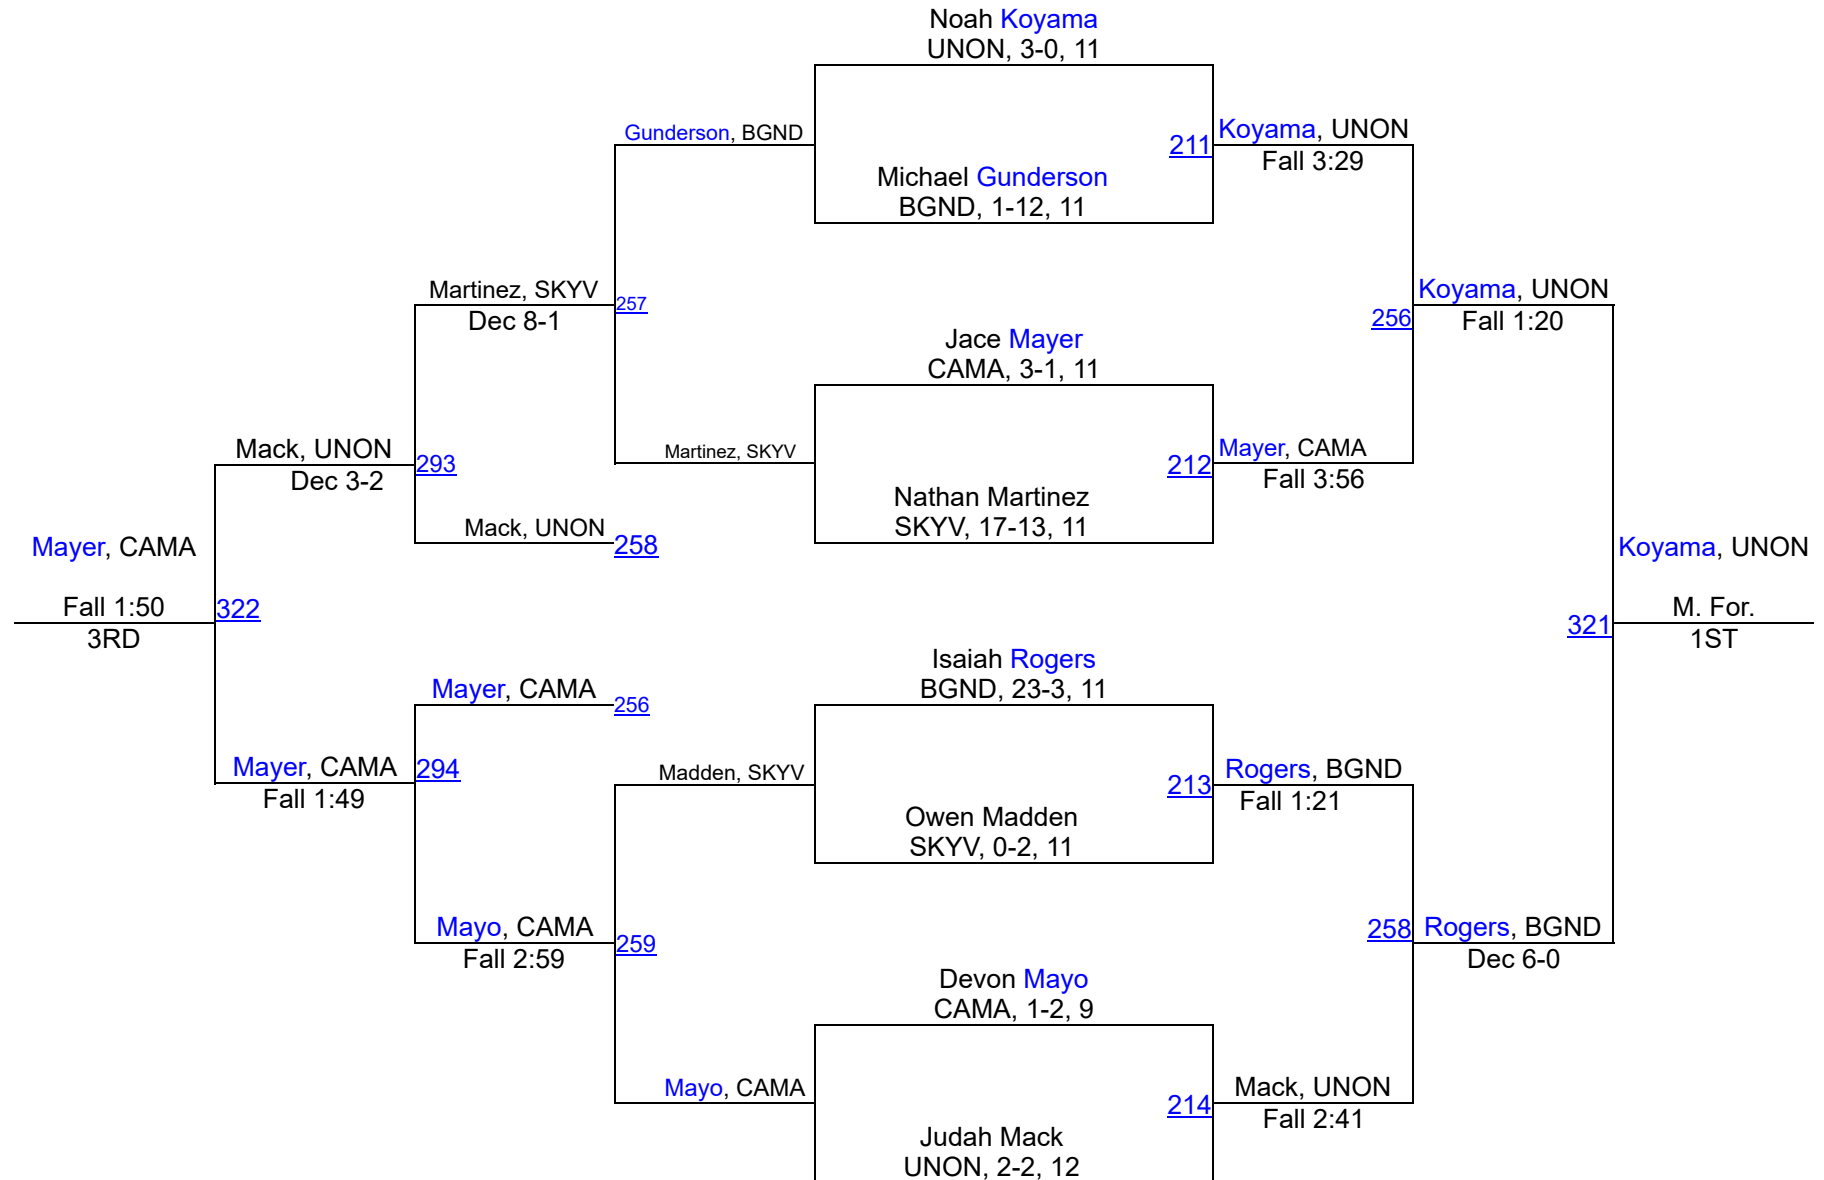 Noah Koyama
UNON, 3-0, 11
Gunderson, BGND
211
Koyama, UNON
Fall 3:29
Michael Gunderson
BGND, 1-12, 11
Martinez, SKYV
Dec 8-1
257
Koyama, UNON
Fall 1:20
256
Jace Mayer
CAMA, 3-1, 11
Mack, UNON
Dec 3-2
293
Martinez, SKYV
212
Mayer, CAMA
Fall 3:56
Nathan Martinez
SKYV, 17-13, 11
Mack, UNON
258
Mayer, CAMA
Fall 1:50
3RD
322
Koyama, UNON
M. For.
1ST
321
Isaiah Rogers
BGND, 23-3, 11
Mayer, CAMA
256
Mayer, CAMA
Fall 1:49
294
Madden, SKYV
213
Rogers, BGND
Fall 1:21
Owen Madden
SKYV, 0-2, 11
Mayo, CAMA
Fall 2:59
259
258
Rogers, BGND
Dec 6-0
Devon Mayo
CAMA, 1-2, 9
Mayo, CAMA
214
Mack, UNON
Fall 2:41
Judah Mack
UNON, 2-2, 12